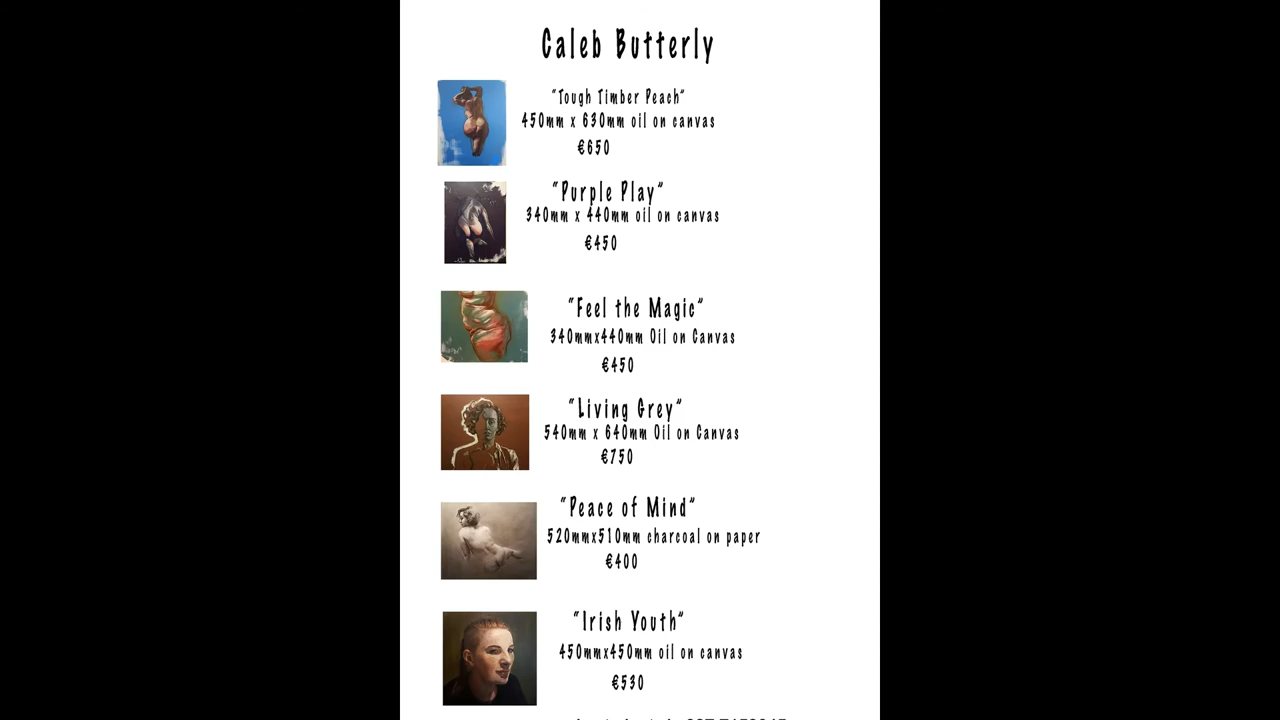 Caleb Butterly
"Tough Timber Peach"
450mm x 630mm oil on canvas
€650
"Purple Play"
340mm x 440mm oil on canvas
€450
"Feel the Magic"
340mmx440mm Oil on Canvas
€450
"Living Grey"
540mm x 640mm Oil on Canvas
€750
"Peace of Mind"
520mmx510mm charcoal on paper
€400
"Irish Youth"
450mmx450mm oil on canvas
€530